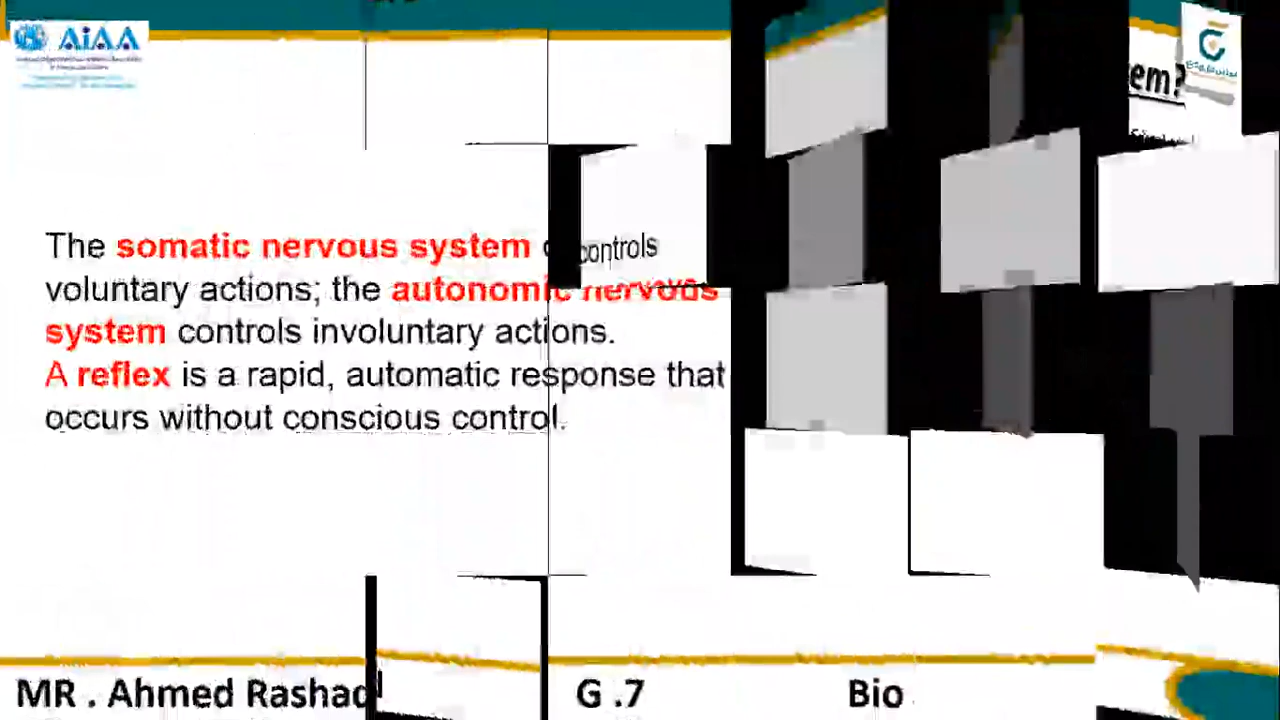 AiAA
em?
The somatic nervous system controls
voluntary actions; the autonomic nervous
system controls involuntary actions.
A reflex is a rapid, automatic response that
occurs without conscious control.
MR . Ahmed Rashad
G .7
Bio